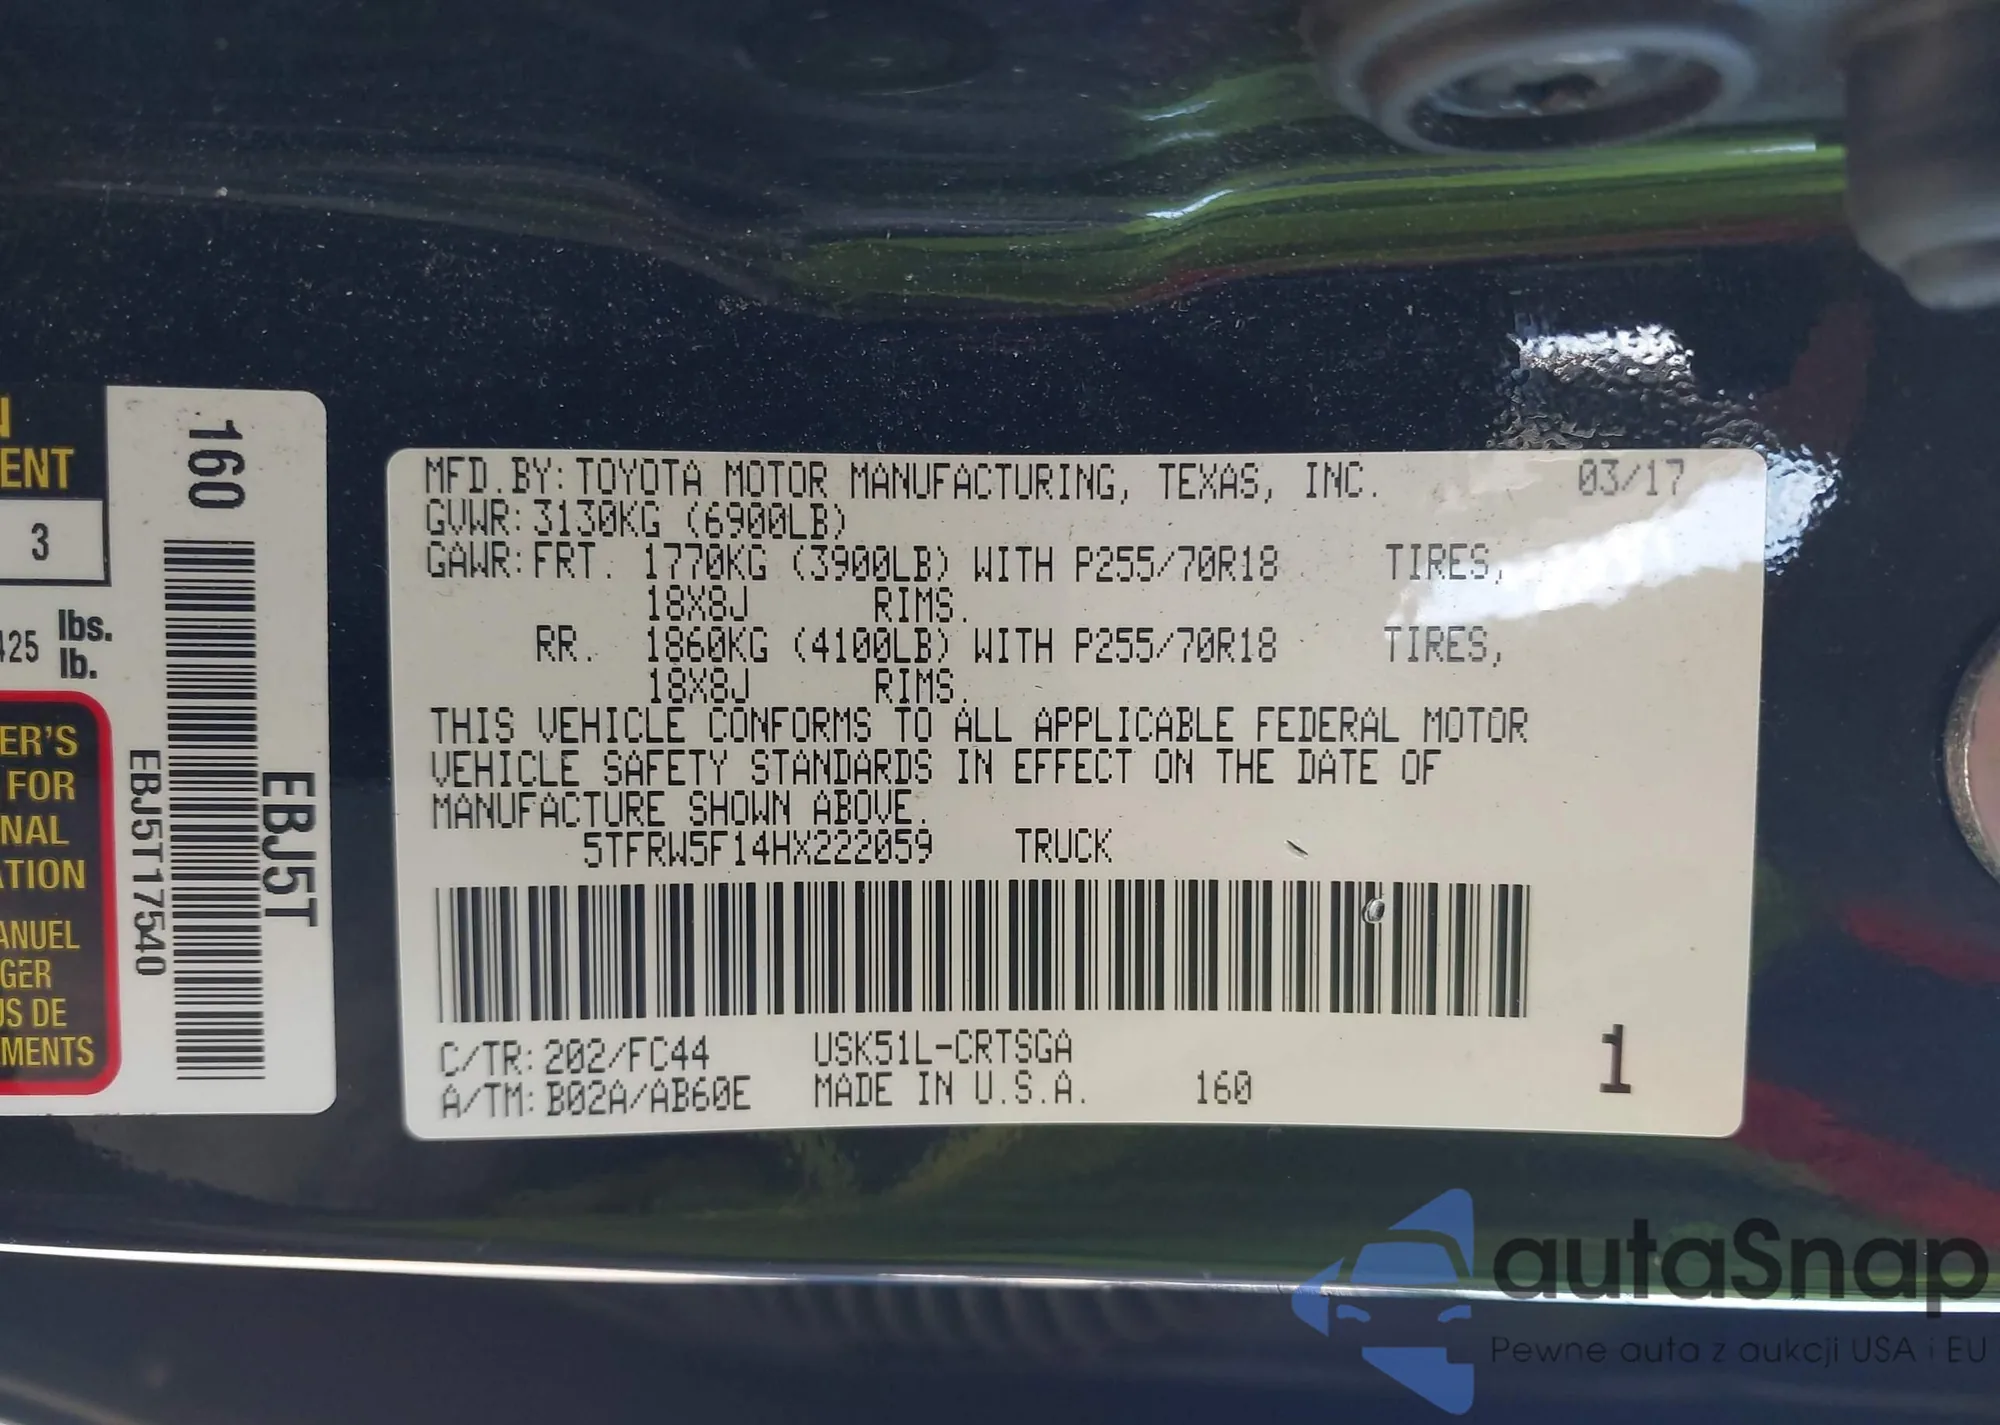 N
ENT
3
425 lbs.
lb.
ER'S
FOR
NAL
ATION
ANUEL
GER
US DE
MENTS
160
EBJ5T
EBJ5T17540
MFD.BY:TOYOTA MOTOR MANUFACTURING, TEXAS, INC. 03/17
GVWR:3130KG (6900LB)
GAWR:FRT. 1770KG (3900LB) WITH P255/70R18 TIRES,
18X8J RIMS.
RR. 1860KG (4100LB) WITH P255/70R18 TIRES,
18X8J RIMS.
THIS VEHICLE CONFORMS TO ALL APPLICABLE FEDERAL MOTOR
VEHICLE SAFETY STANDARDS IN EFFECT ON THE DATE OF
MANUFACTURE SHOWN ABOVE.
5TFRW5F14HX222059 TRUCK
C/TR:202/FC44 USK51L-CRTSGA
A/TM:B02A/AB60E MADE IN U.S.A. 160
1
autaSnap
Pewne auta z aukcji USA i EU